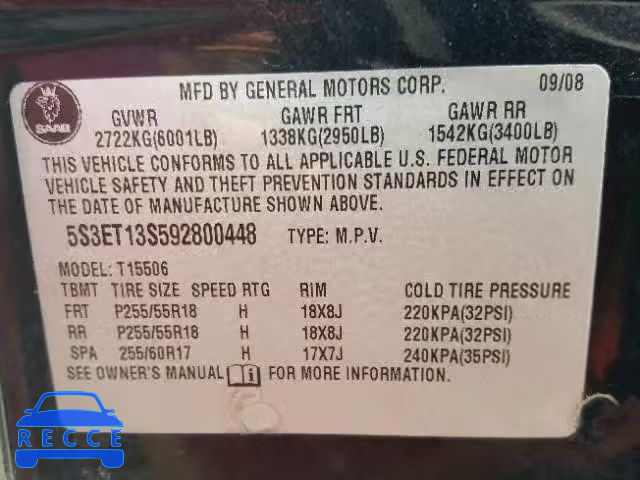 SAAB
MFD BY GENERAL MOTORS CORP. 09/08
GVWR GAWR FRT GAWR RR
2722KG(6001LB) 1338KG(2950LB) 1542KG(3400LB)
THIS VEHICLE CONFORMS TO ALL APPLICABLE U.S. FEDERAL MOTOR
VEHICLE SAFETY AND THEFT PREVENTION STANDARDS IN EFFECT ON
THE DATE OF MANUFACTURE SHOWN ABOVE.
5S3ET13S592800448 TYPE: M.P.V.
MODEL: T15506
TBMT TIRE SIZE SPEED RTG RIM COLD TIRE PRESSURE
FRT P255/55R18 H 18X8J 220KPA(32PSI)
RR P255/55R18 H 18X8J 220KPA(32PSI)
SPA 255/60R17 H 17X7J 240KPA(35PSI)
SEE OWNER'S MANUAL i FOR MORE INFORMATION.
RECCE